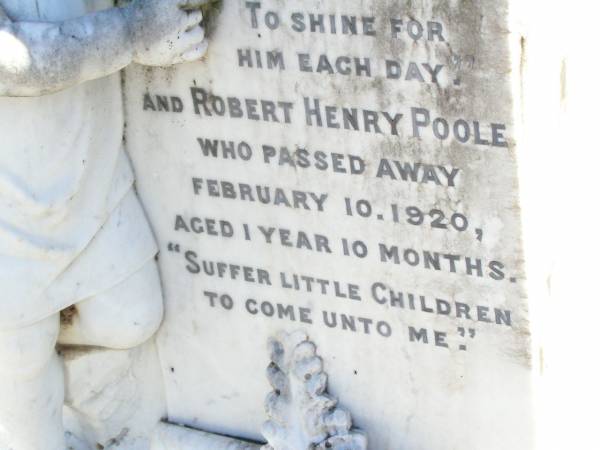 TO SHINE FOR
HIM EACH DAY."
AND ROBERT HENRY POOLE
WHO PASSED AWAY
FEBRUARY 10. 1920,
AGED 1 YEAR 10 MONTHS.
"SUFFER LITTLE CHILDREN
TO COME UNTO ME."